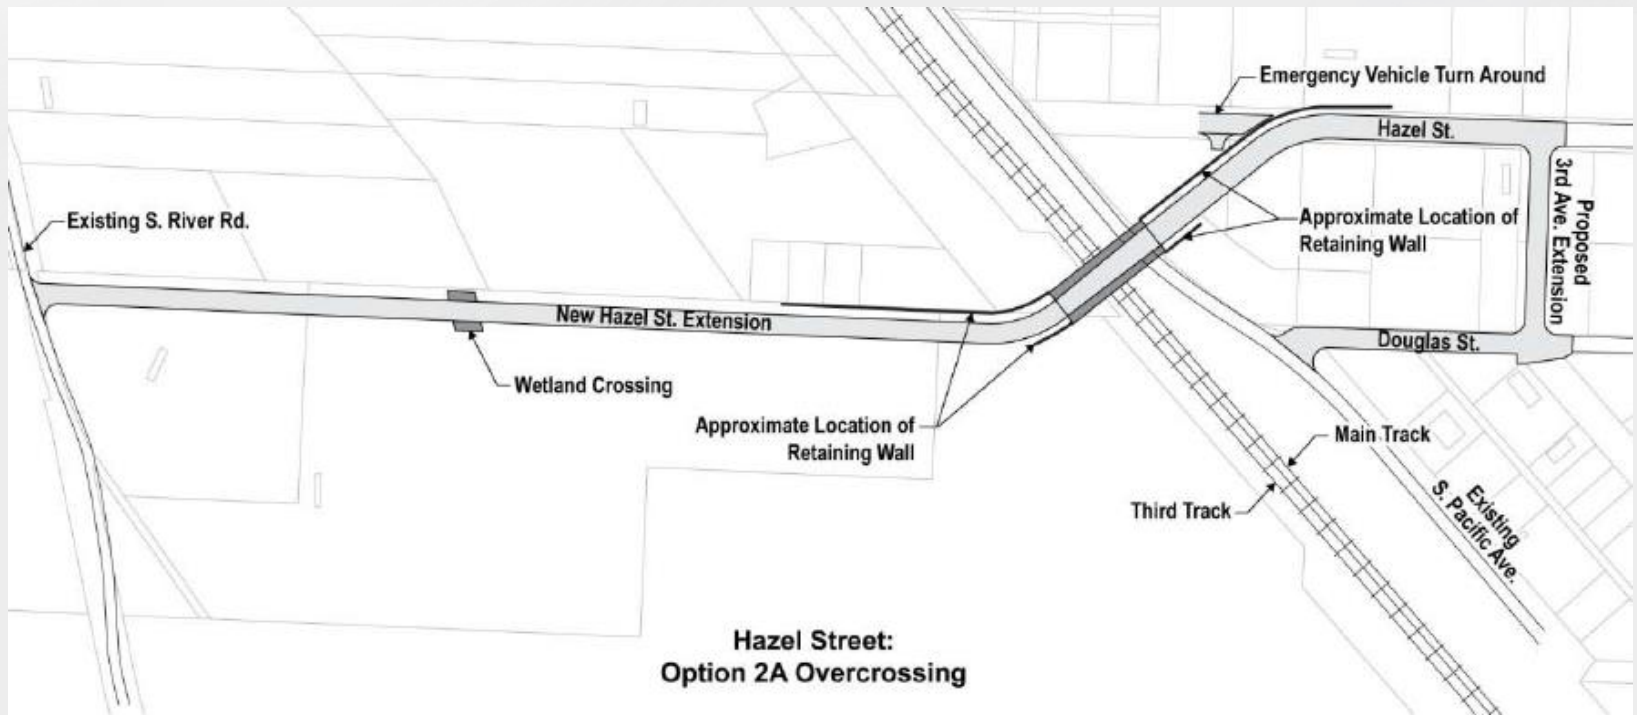 Emergency Vehicle Turn Around
Hazel St.
Proposed
3rd Ave. Extension
Existing S. River Rd.
Approximate Location of
Retaining Wall
New Hazel St. Extension
Douglas St.
Wetland Crossing
Approximate Location of
Retaining Wall
Main Track
Third Track
Existing
S. Pacific Ave.
Hazel Street:
Option 2A Overcrossing